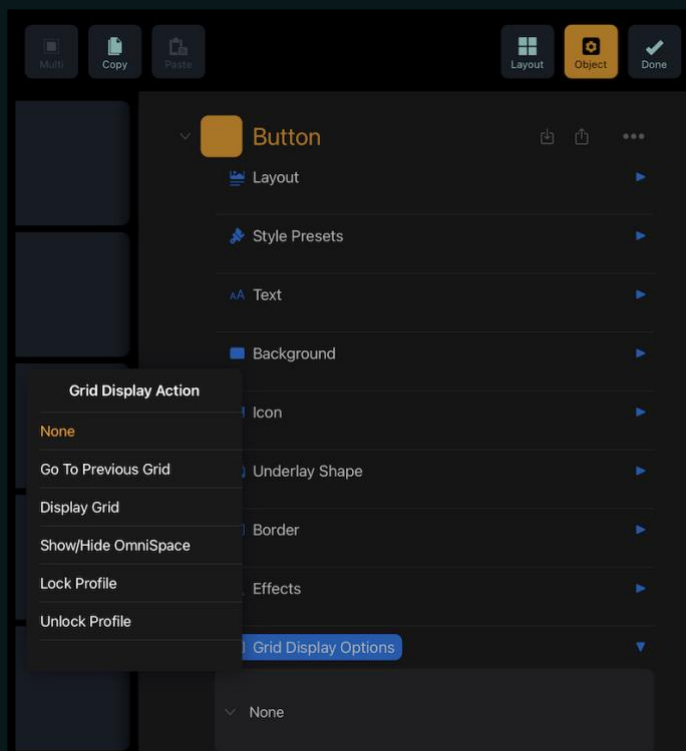 Multi
Copy
Paste
Layout
Object
Done
Button
Layout
Style Presets
AA Text
Background
Grid Display Action
None
Icon
Go To Previous Grid
Underlay Shape
Display Grid
Border
Show/Hide OmniSpace
Lock Profile
Effects
Unlock Profile
Grid Display Options
None